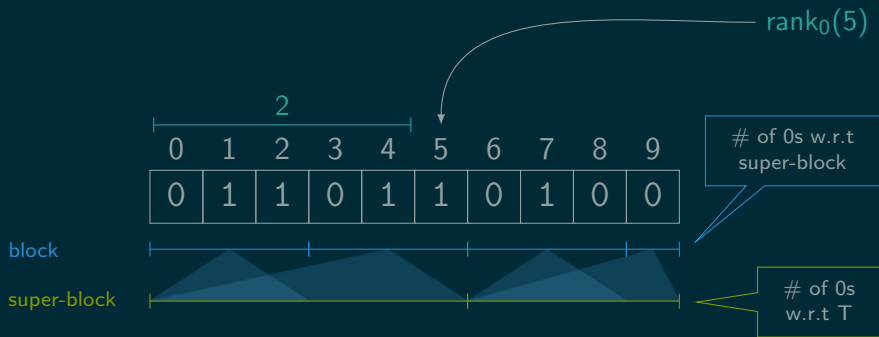 rank₀(5)
2
0 1 2 3 4 5 6 7 8 9
0 1 1 0 1 1 0 1 0 0
# of 0s w.r.t
super-block
block
super-block
# of 0s
w.r.t T